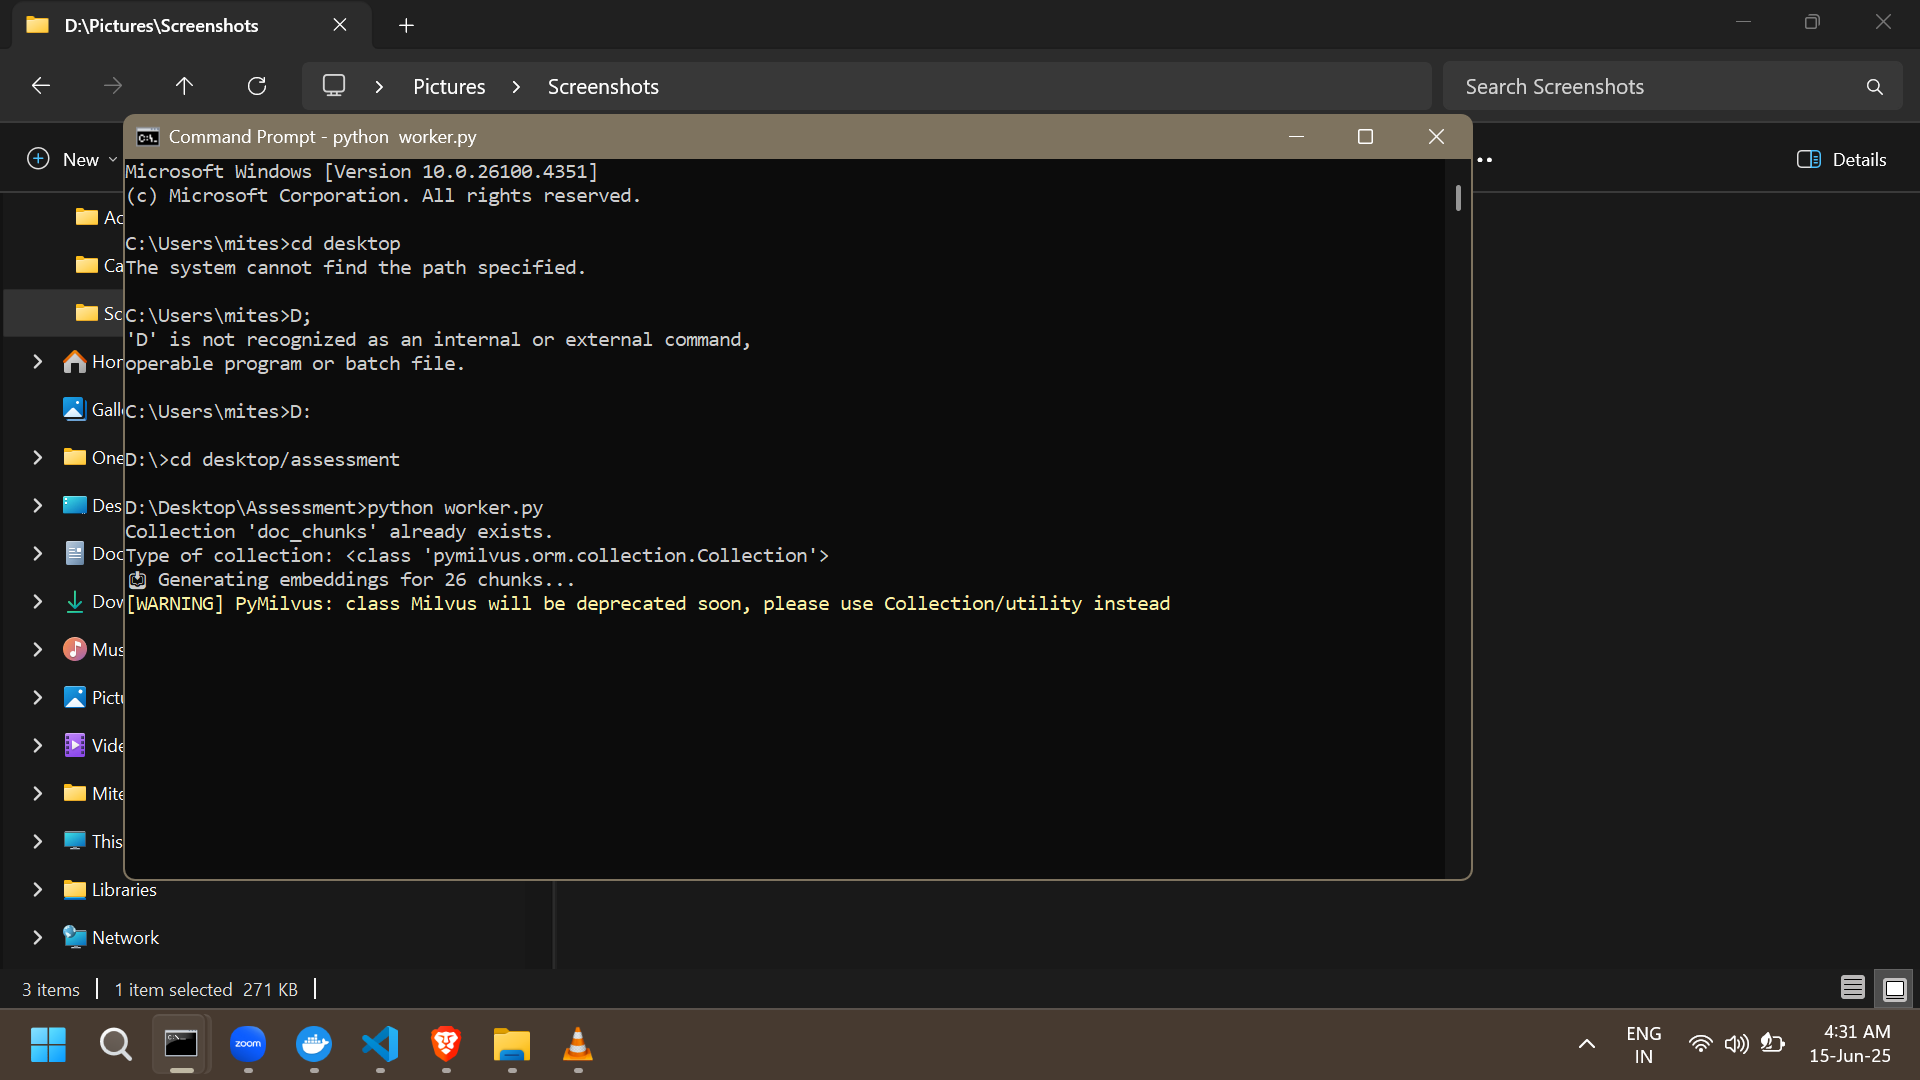 D:\Pictures\Screenshots
Pictures
Screenshots
Search Screenshots
New
Details
Command Prompt - python  worker.py
Microsoft Windows [Version 10.0.26100.4351]
(c) Microsoft Corporation. All rights reserved.
C:\Users\mites>cd desktop
The system cannot find the path specified.
C:\Users\mites>D;
'D' is not recognized as an internal or external command,
operable program or batch file.
C:\Users\mites>D:
D:\>cd desktop/assessment
D:\Desktop\Assessment>python worker.py
Collection 'doc_chunks' already exists.
Type of collection: <class 'pymilvus.orm.collection.Collection'>
Generating embeddings for 26 chunks...
[WARNING] PyMilvus: class Milvus will be deprecated soon, please use Collection/utility instead
Ac
Ca
Sc
Hor
Gall
One
Des
Doc
Dov
Mus
Pictu
Vide
Mite
This
Libraries
Network
3 items
1 item selected 271 KB
zoom
ENG
IN
4:31 AM
15-Jun-25